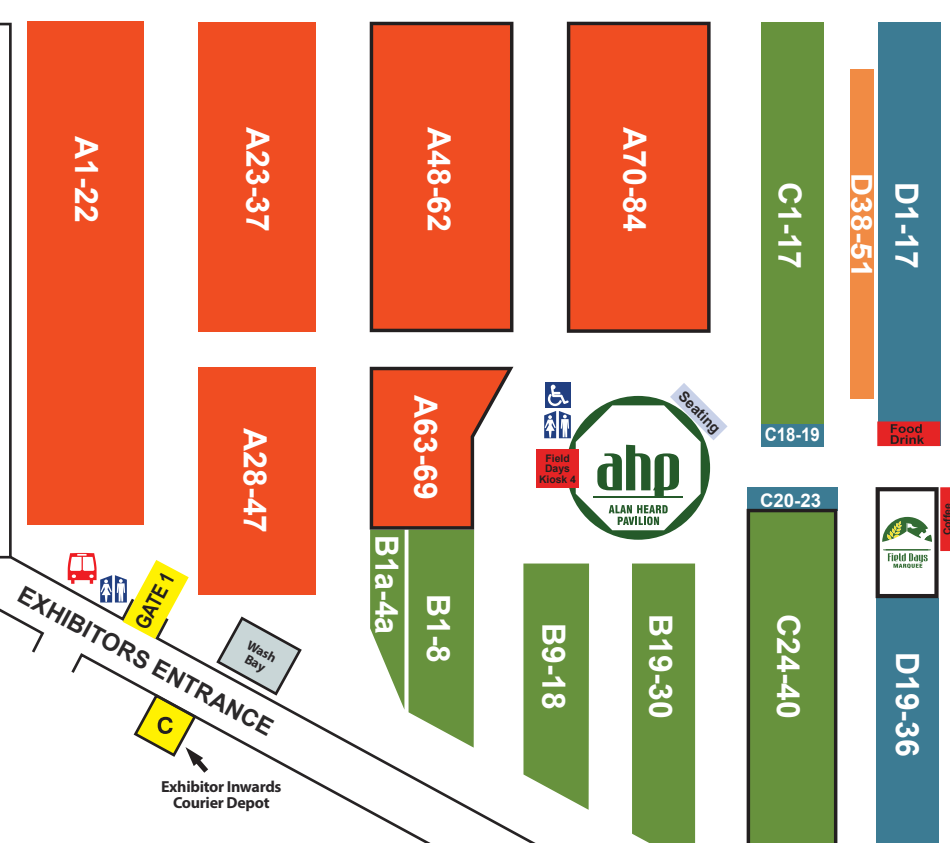 A1-22
A23-37
A48-62
A70-84
C1-17
D38-51
D1-17
A28-47
A63-69
Seating
C18-19
Food
Drink
Field
Days
Kiosk 4
ahp
ALAN HEARD
PAVILION
C20-23
Coffee
Field Days
MARQUEE
B1a-4a
B1-8
B9-18
B19-30
C24-40
D19-36
GATE 1
EXHIBITORS ENTRANCE
Wash
Bay
C
Exhibitor Inwards
Courier Depot